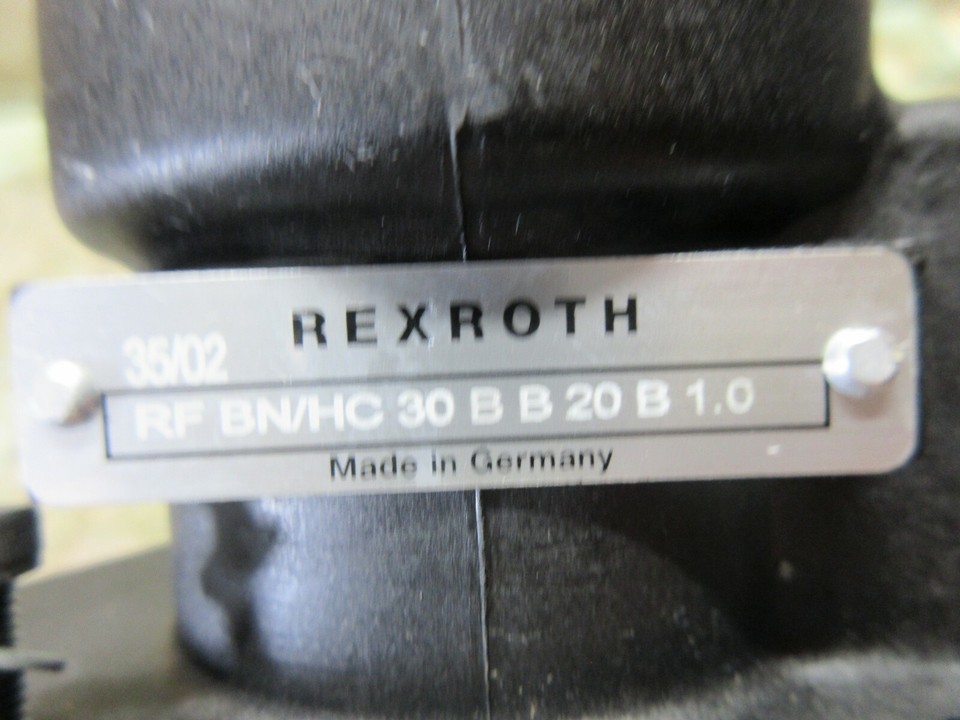 REXROTH
35/02
RF BN/HC 30 B B 20 B 1.0
Made in Germany